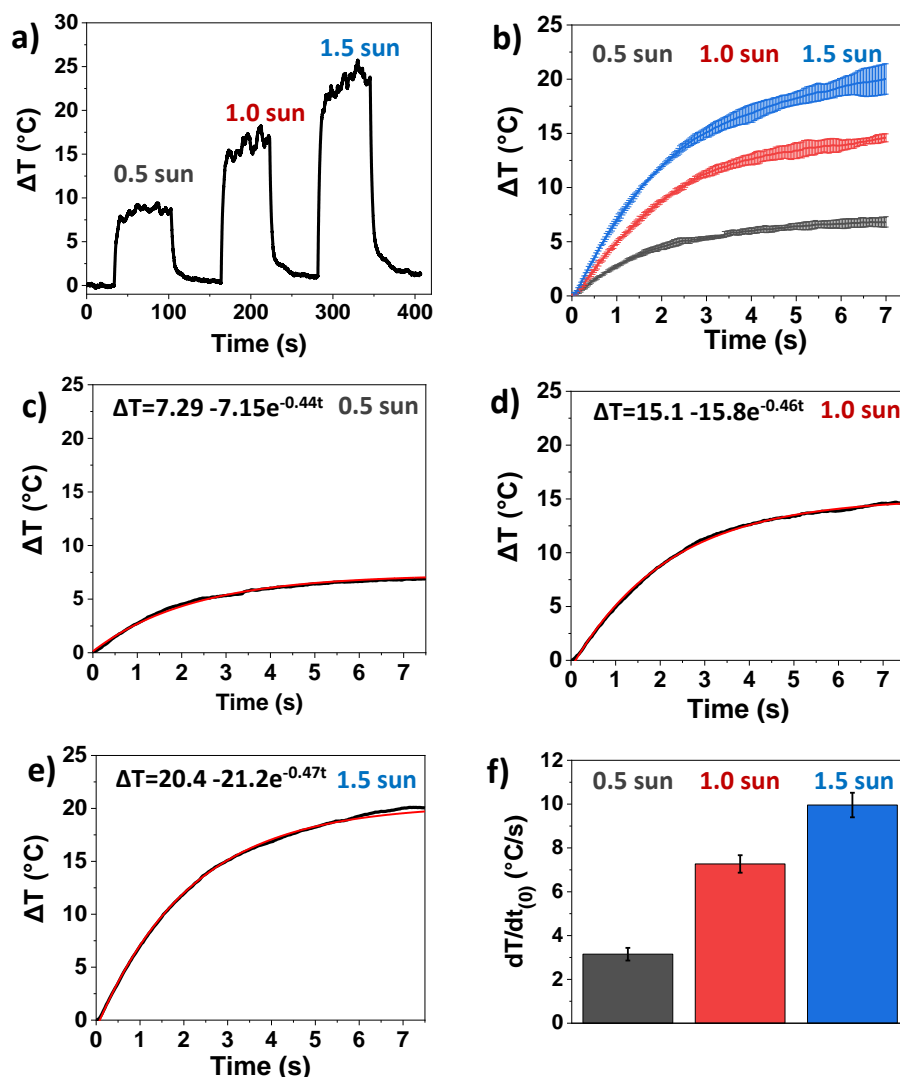 a)
0.5 sun
1.0 sun
1.5 sun
ΔT (°C)
0 5 10 15 20 25 30
0 100 200 300 400
Time (s)
b)
0.5 sun 1.0 sun 1.5 sun
ΔT (°C)
0 5 10 15 20 25
0 1 2 3 4 5 6 7
Time (s)
c)
ΔT=7.29 -7.15e^-0.44t 0.5 sun
ΔT (°C)
0 5 10 15 20 25
0 1 2 3 4 5 6 7
Time (s)
d)
ΔT=15.1 -15.8e^-0.46t 1.0 sun
ΔT (°C)
0 5 10 15 20 25
0 1 2 3 4 5 6 7
Time (s)
e)
ΔT=20.4 -21.2e^-0.47t 1.5 sun
ΔT (°C)
0 5 10 15 20 25
0 1 2 3 4 5 6 7
Time (s)
f)
0.5 sun 1.0 sun 1.5 sun
dT/dt(0) (°C/s)
0 2 4 6 8 10 12